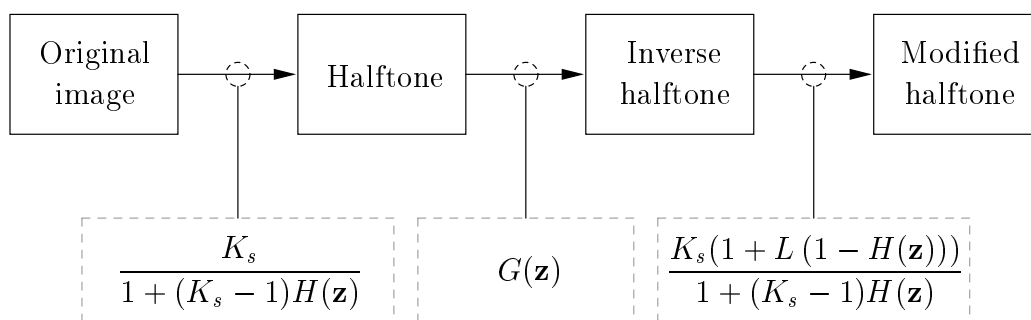 Original image
Halftone
Inverse halftone
Modified halftone
K_s / (1 + (K_s − 1)H(𝐳))
G(𝐳)
K_s(1 + L (1 − H(𝐳))) / (1 + (K_s − 1)H(𝐳)